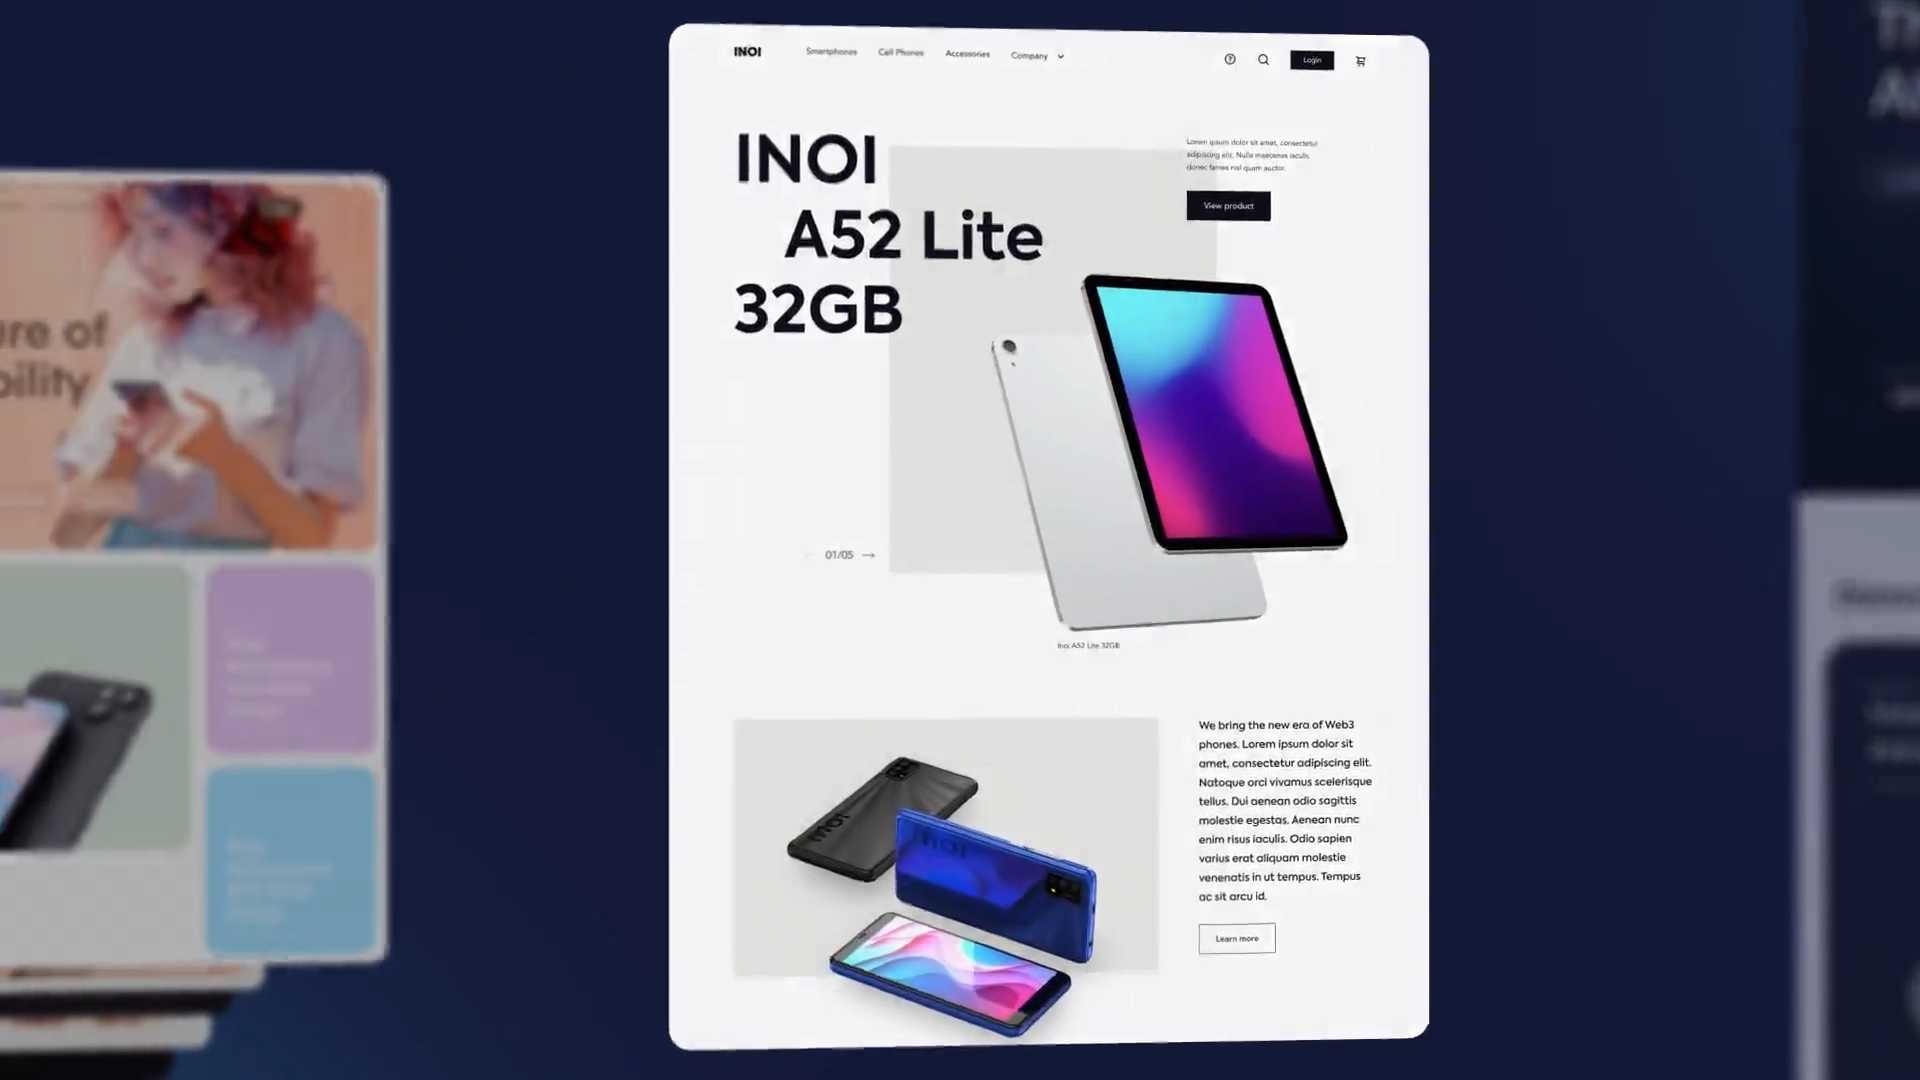 INOI
Smartphones
Cell Phones
Accessories
Company
Login
INOI
A52 Lite
32GB
Lorem ipsum dolor sit amet, consectetur
adipiscing elit. Nulla maecenas iaculis
donec fames nisl quam auctor.
View product
01/05
Inoi A52 Lite 32GB
We bring the new era of Web3
phones. Lorem ipsum dolor sit
amet, consectetur adipiscing elit.
Natoque orci vivamus scelerisque
tellus. Dui aenean odio sagittis
molestie egestas. Aenean nunc
enim risus iaculis. Odio sapien
varius erat aliquam molestie
venenatis in ut tempus. Tempus
ac sit arcu id.
Learn more
INOI
INOI
ure of
bility